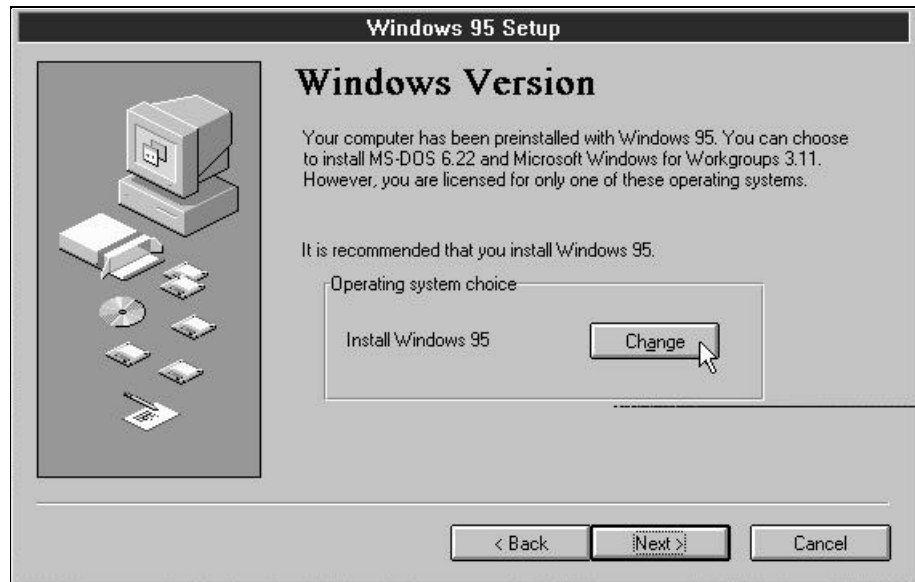 Windows 95 Setup
Windows Version
Your computer has been preinstalled with Windows 95. You can choose
to install MS-DOS 6.22 and Microsoft Windows for Workgroups 3.11.
However, you are licensed for only one of these operating systems.
It is recommended that you install Windows 95.
Operating system choice
Install Windows 95
Change
< Back
Next >
Cancel